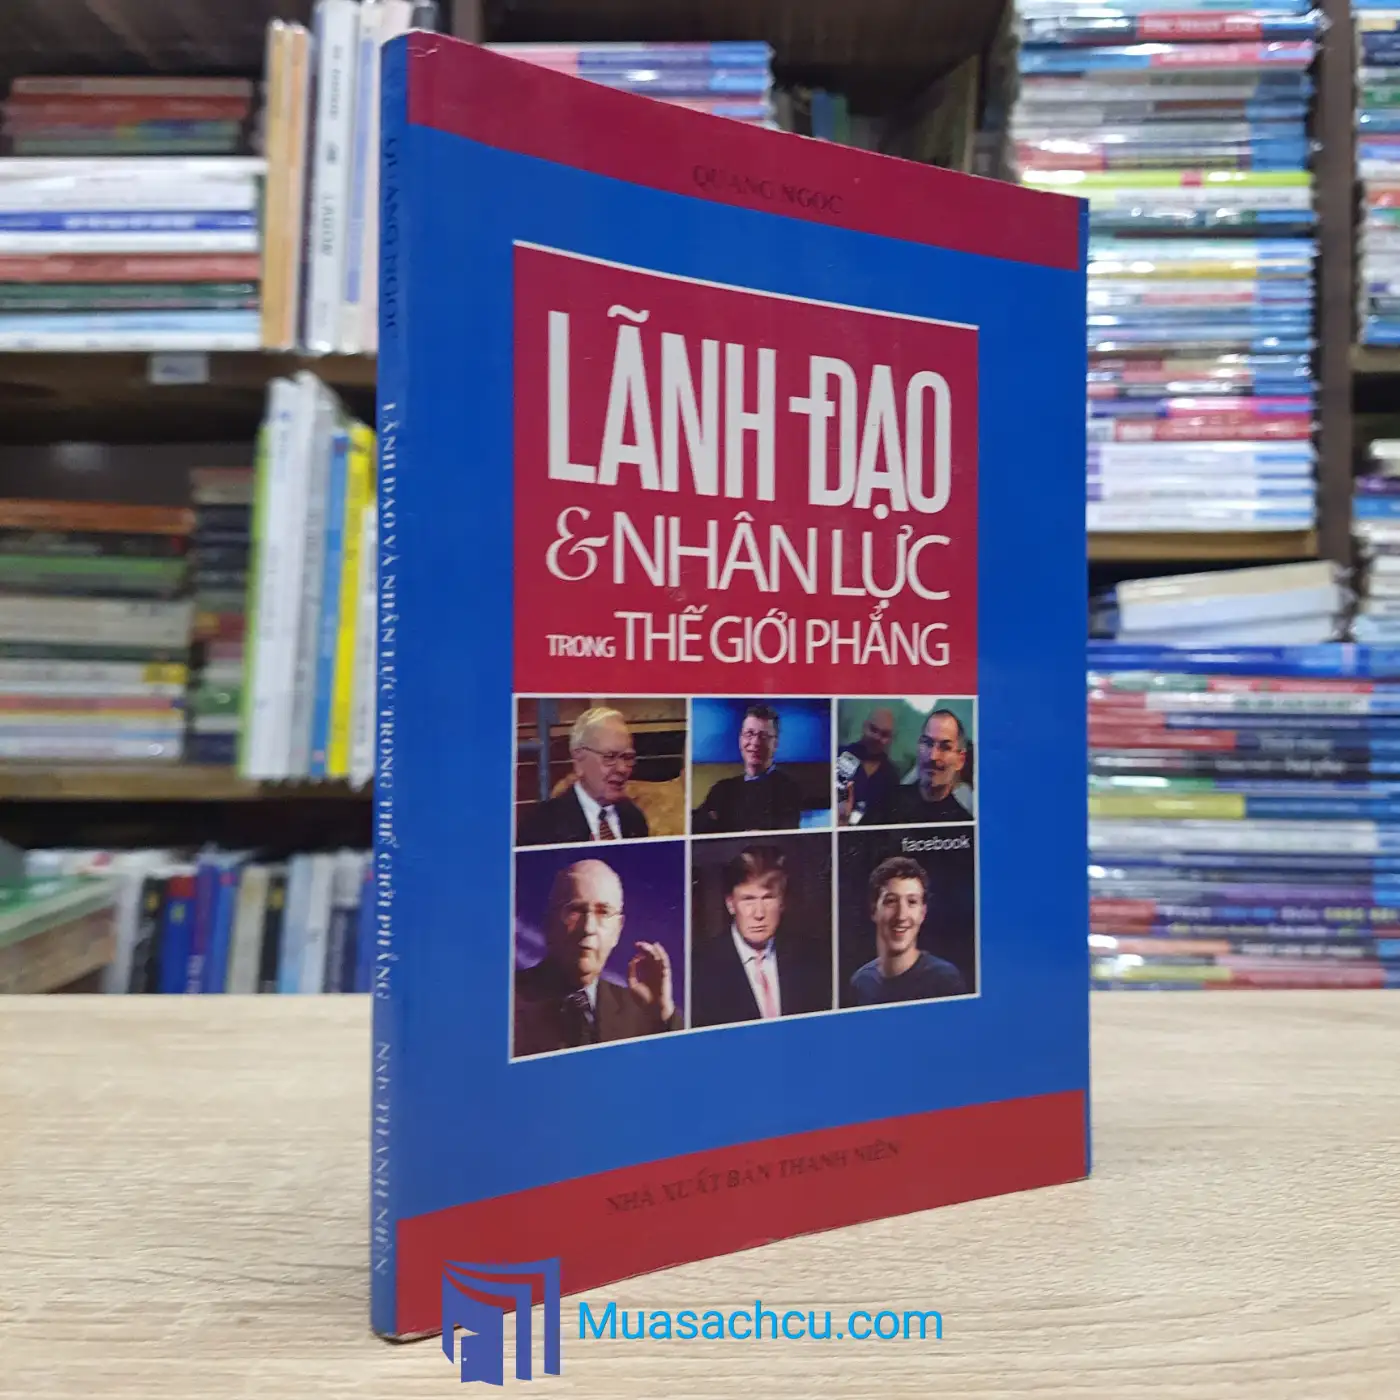 QUANG NGỌC
LÃNH ĐẠO
& NHÂN LỰC
TRONG THẾ GIỚI PHẲNG
facebook
NHÀ XUẤT BẢN THANH NIÊN
QUANG NGỌC LÃNH ĐẠO VÀ NHÂN LỰC TRONG THẾ GIỚI PHẲNG NXB. THANH NIÊN
Muasachcu.com